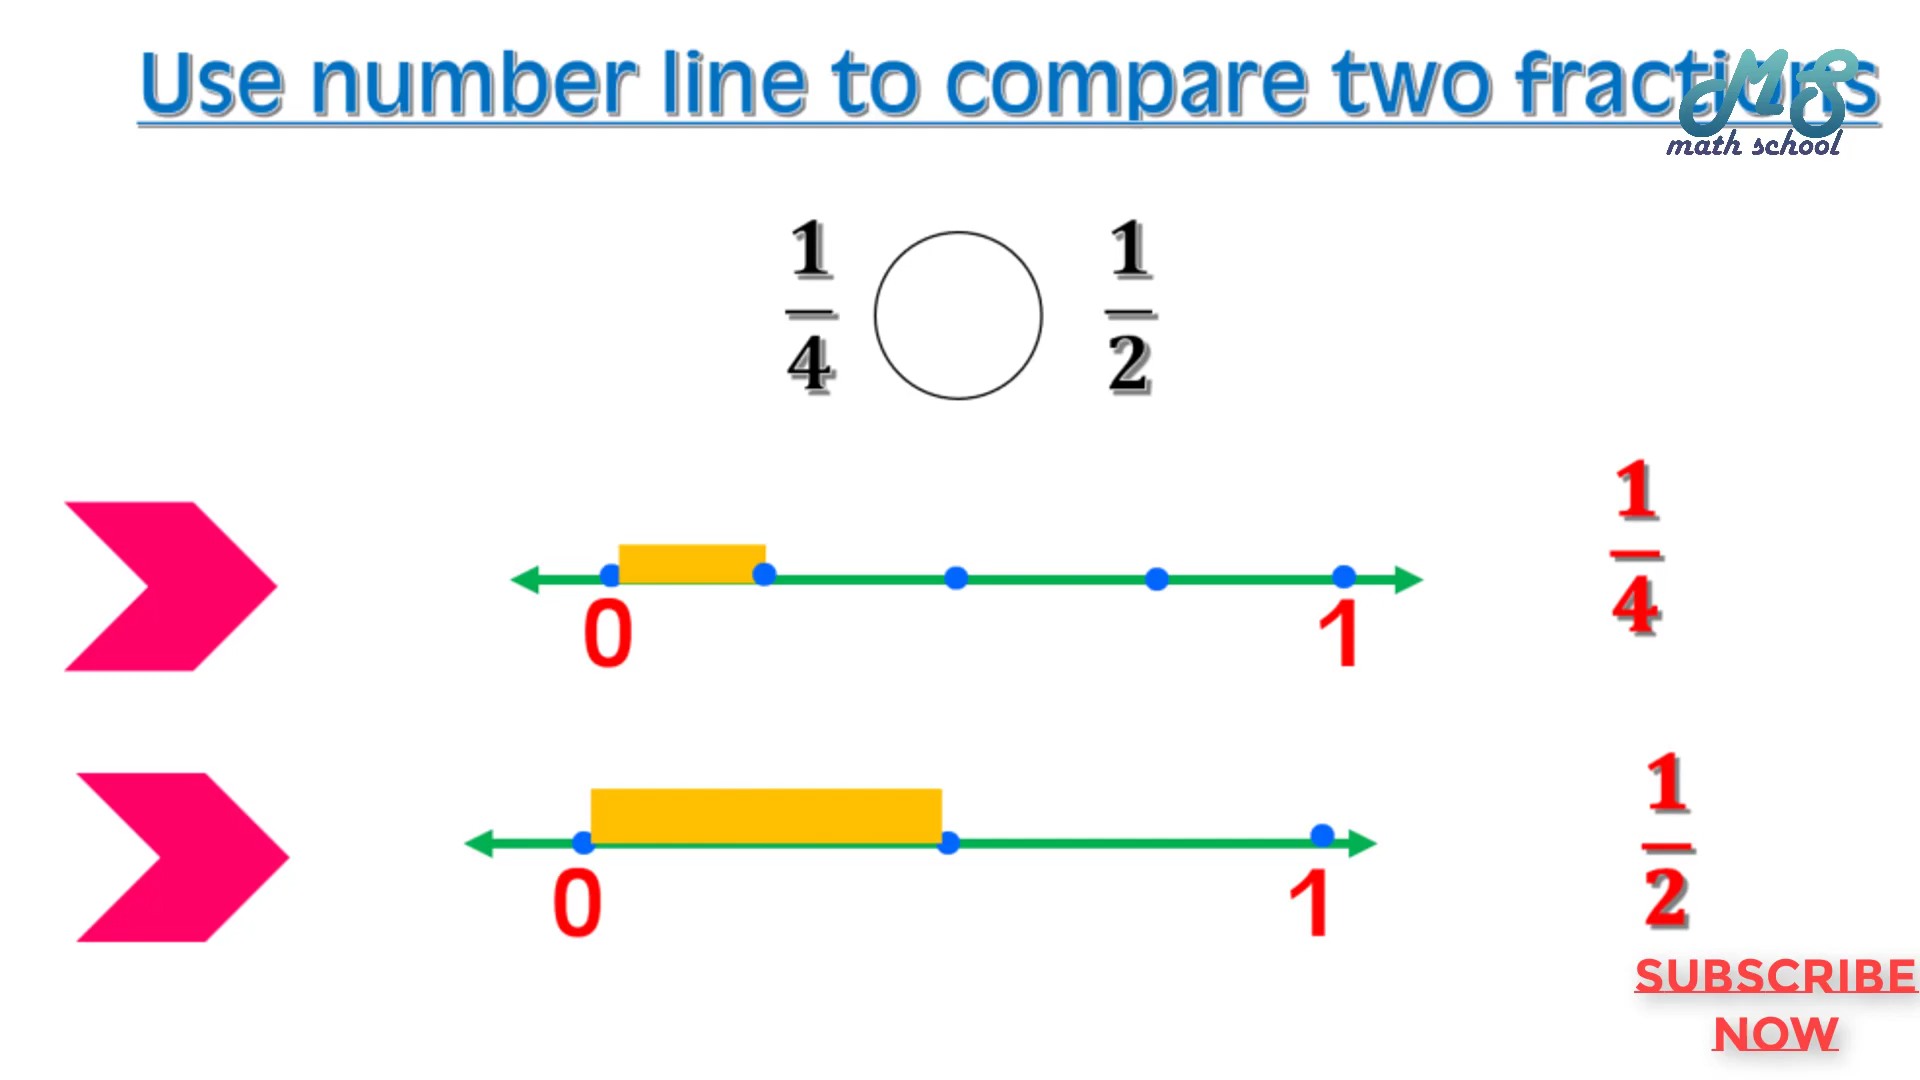 Use number line to compare two fractions
MS
math school
1/4 1/2
1/4
0 1
1/2
0 1
SUBSCRIBE
NOW